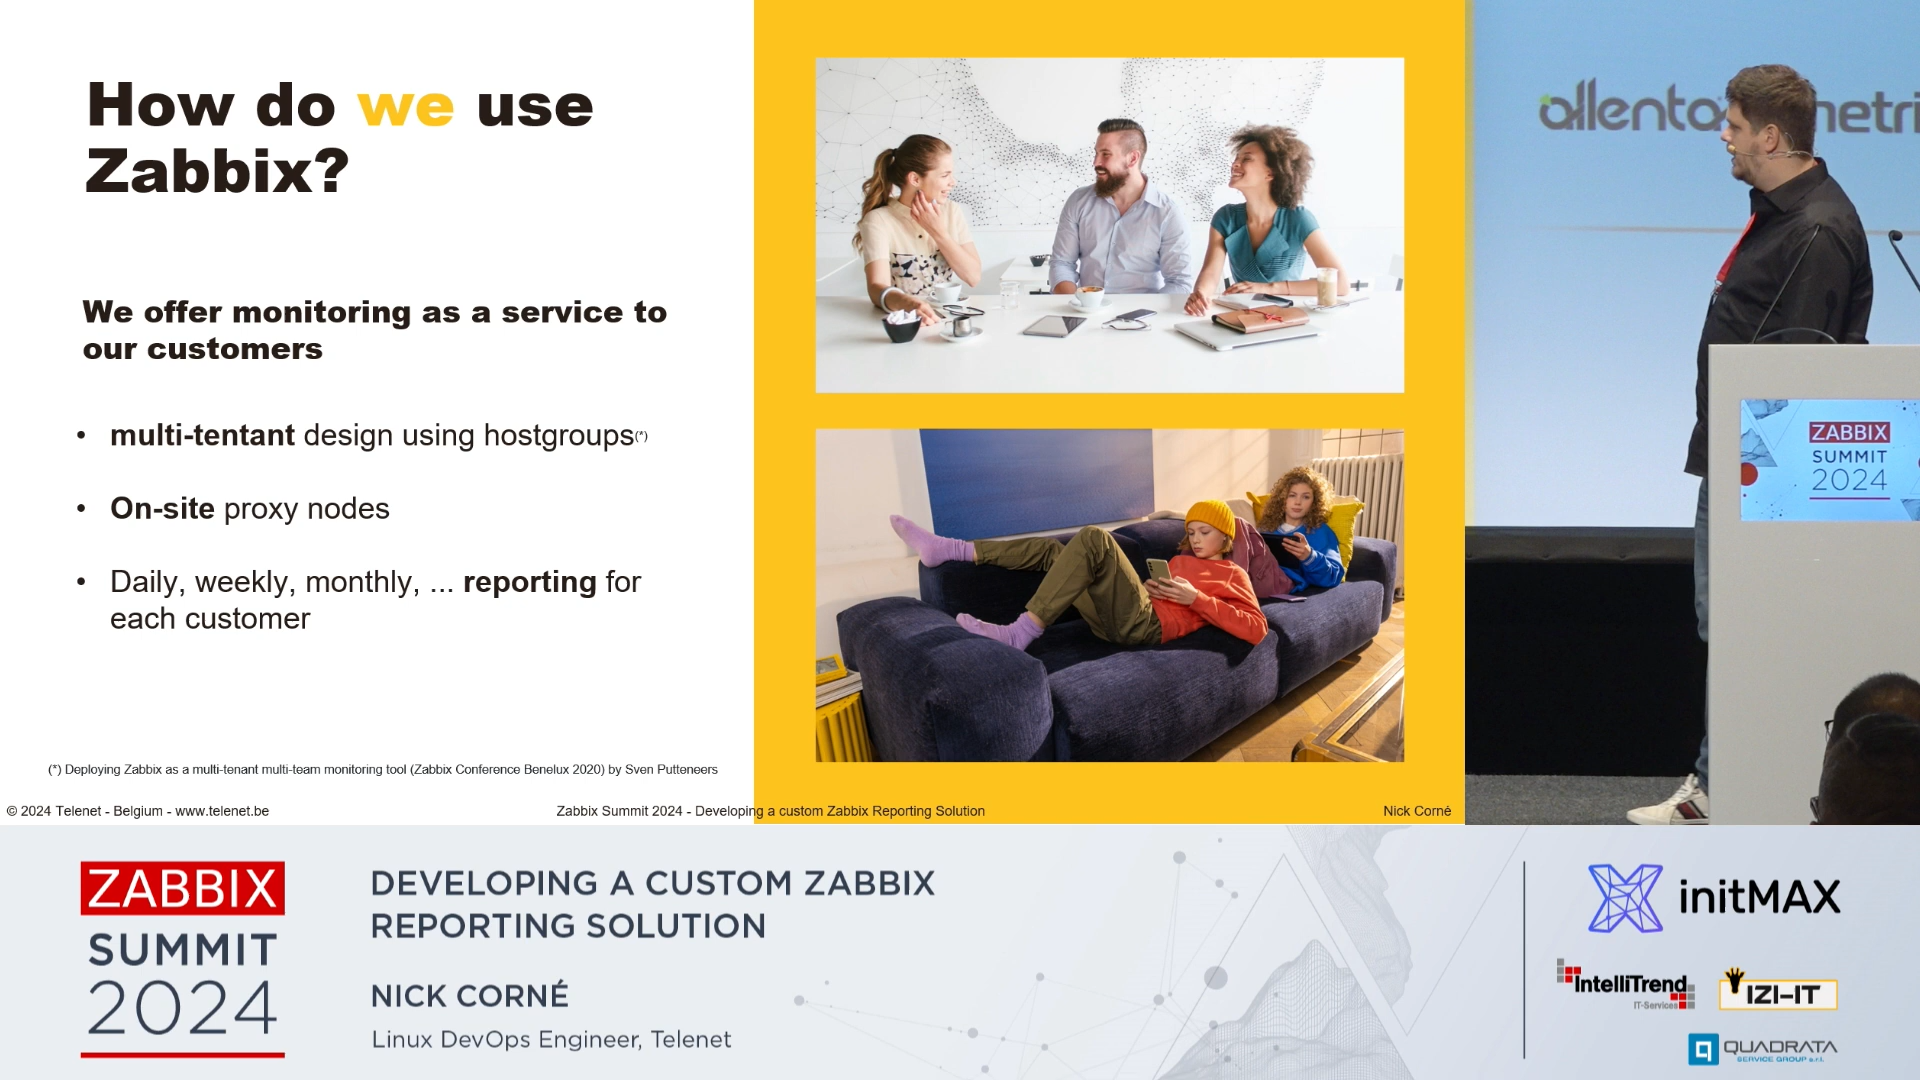 How do we use
Zabbix?
We offer monitoring as a service to
our customers
• multi-tentant design using hostgroups(*)
• On-site proxy nodes
• Daily, weekly, monthly, ... reporting for
each customer
(*) Deploying Zabbix as a multi-tenant multi-team monitoring tool (Zabbix Conference Benelux 2020) by Sven Putteneers
© 2024 Telenet - Belgium - www.telenet.be
Zabbix Summit 2024 - Developing a custom Zabbix Reporting Solution
Nick Corné
ZABBIX
SUMMIT
2024
ZABBIX
SUMMIT
2024
DEVELOPING A CUSTOM ZABBIX
REPORTING SOLUTION
NICK CORNÉ
Linux DevOps Engineer, Telenet
initMAX
IntelliTrend
IT-Services
IZI-IT
QUADRATA
SERVICE GROUP s.r.l.